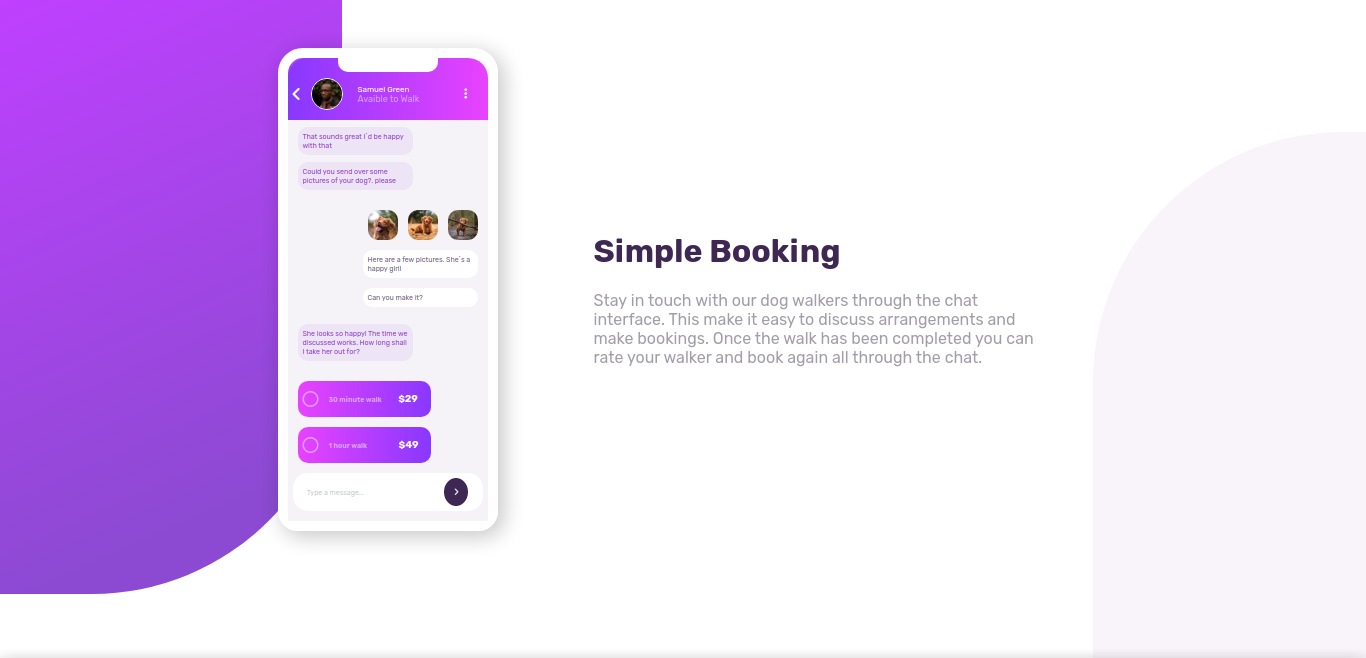 Samuel Green
Avaible to Walk
That sounds great I´d be happy
with that
Could you send over some
pictures of your dog?. please
Here are a few pictures. She´s a
happy girl!
Can you make it?
She looks so happy! The time we
discussed works. How long shall
I take her out for?
30 minute walk $29
1 hour walk $49
Type a message...
Simple Booking
Stay in touch with our dog walkers through the chat
interface. This make it easy to discuss arrangements and
make bookings. Once the walk has been completed you can
rate your walker and book again all through the chat.